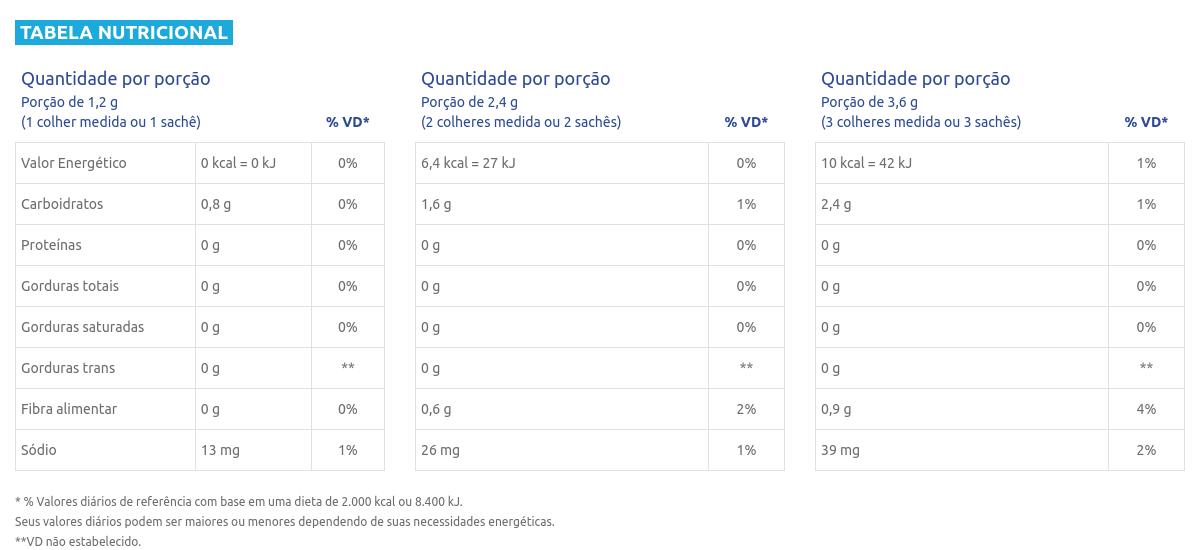 TABELA NUTRICIONAL
Quantidade por porção
Porção de 1,2 g
(1 colher medida ou 1 sachê) % VD*
Valor Energético 0 kcal = 0 kJ 0%
Carboidratos 0,8 g 0%
Proteínas 0 g 0%
Gorduras totais 0 g 0%
Gorduras saturadas 0 g 0%
Gorduras trans 0 g **
Fibra alimentar 0 g 0%
Sódio 13 mg 1%
Quantidade por porção
Porção de 2,4 g
(2 colheres medida ou 2 sachês) % VD*
6,4 kcal = 27 kJ 0%
1,6 g 1%
0 g 0%
0 g 0%
0 g 0%
0 g **
0,6 g 2%
26 mg 1%
Quantidade por porção
Porção de 3,6 g
(3 colheres medida ou 3 sachês) % VD*
10 kcal = 42 kJ 1%
2,4 g 1%
0 g 0%
0 g 0%
0 g 0%
0 g **
0,9 g 4%
39 mg 2%
* % Valores diários de referência com base em uma dieta de 2.000 kcal ou 8.400 kJ.
Seus valores diários podem ser maiores ou menores dependendo de suas necessidades energéticas.
**VD não estabelecido.